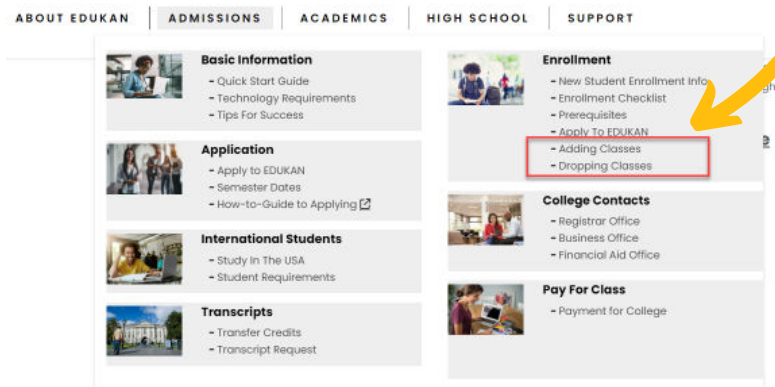 ABOUT EDUKAN ADMISSIONS ACADEMICS HIGH SCHOOL SUPPORT
Basic Information
- Quick Start Guide
- Technology Requirements
- Tips For Success
Application
- Apply to EDUKAN
- Semester Dates
- How-to-Guide to Applying
International Students
- Study In The USA
- Student Requirements
Transcripts
- Transfer Credits
- Transcript Request
Enrollment
- New Student Enrollment Info
- Enrollment Checklist
- Prerequisites
- Apply To EDUKAN
- Adding Classes
- Dropping Classes
College Contacts
- Registrar Office
- Business Office
- Financial Aid Office
Pay For Class
- Payment for College